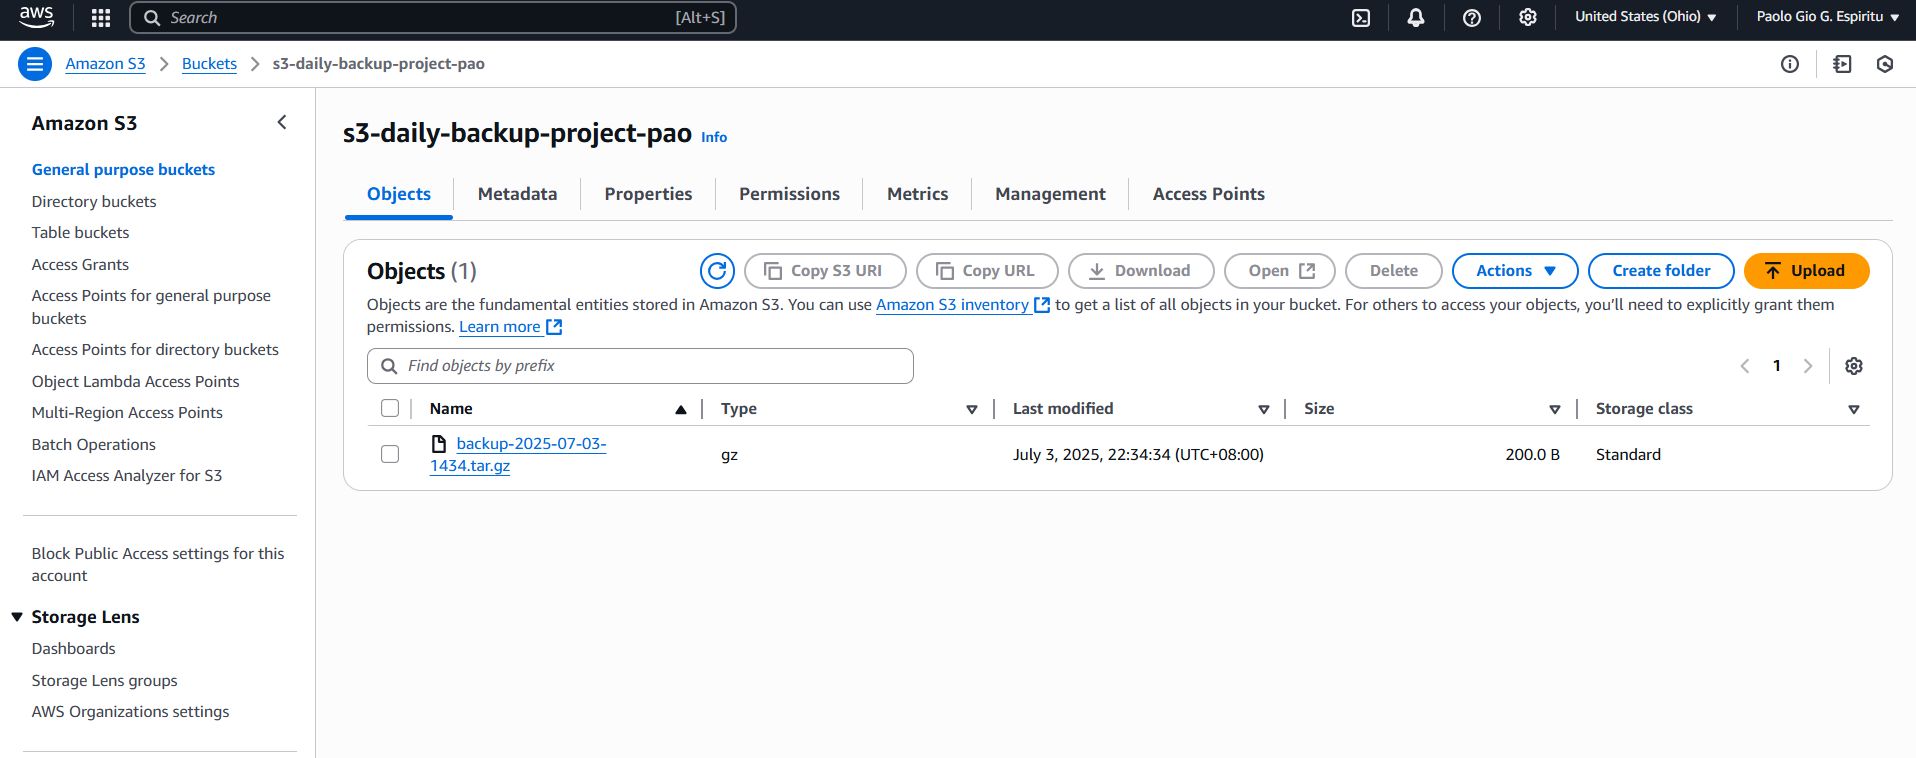 aws
Search
[Alt+S]
United States (Ohio)
Paolo Gio G. Espiritu
Amazon S3
Buckets
s3-daily-backup-project-pao
Amazon S3
General purpose buckets
Directory buckets
Table buckets
Access Grants
Access Points for general purpose
buckets
Access Points for directory buckets
Object Lambda Access Points
Multi-Region Access Points
Batch Operations
IAM Access Analyzer for S3
Block Public Access settings for this
account
Storage Lens
Dashboards
Storage Lens groups
AWS Organizations settings
s3-daily-backup-project-pao Info
Objects
Metadata
Properties
Permissions
Metrics
Management
Access Points
Objects (1)
Copy S3 URI
Copy URL
Download
Open
Delete
Actions
Create folder
Upload
Objects are the fundamental entities stored in Amazon S3. You can use Amazon S3 inventory to get a list of all objects in your bucket. For others to access your objects, you'll need to explicitly grant them
permissions. Learn more
Find objects by prefix
1
Name
Type
Last modified
Size
Storage class
backup-2025-07-03-
1434.tar.gz
gz
July 3, 2025, 22:34:34 (UTC+08:00)
200.0 B
Standard